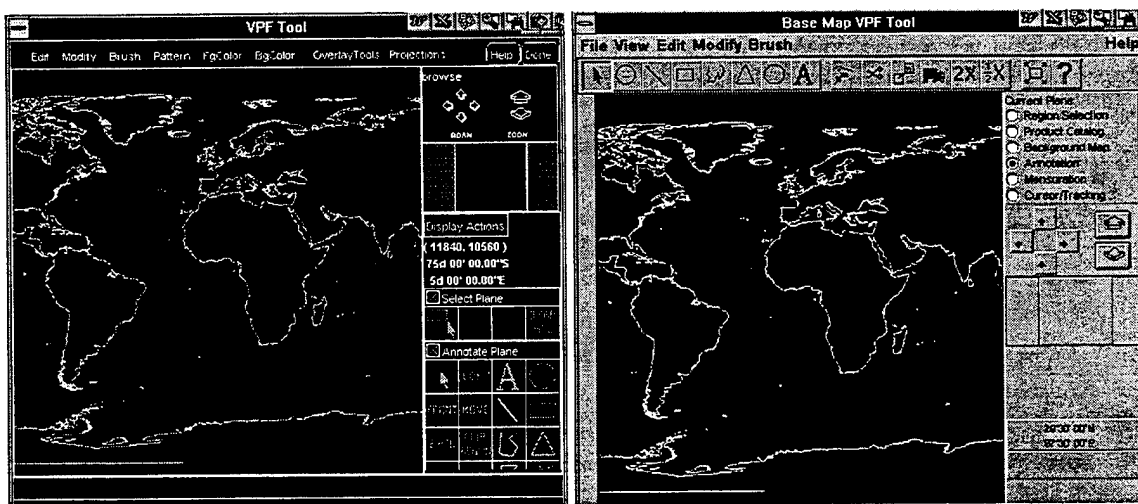 VPF Tool
Edit Modify Brush Pattern FgColor BgColor OverlayTools Projections Help Done
browse
ROAM ZOOM
Display Actions
( 11840, 10560 )
75d 00' 00.00"S
5d 00' 00.00"E
Select Plane
Annotate Plane
A
MOVE
Base Map VPF Tool
File View Edit Modify Brush Help
A 2X ?
Current Plane:
Region Selection
Product Catalog
Background Map
Annotation
Mensuration
Cursor/Tracking